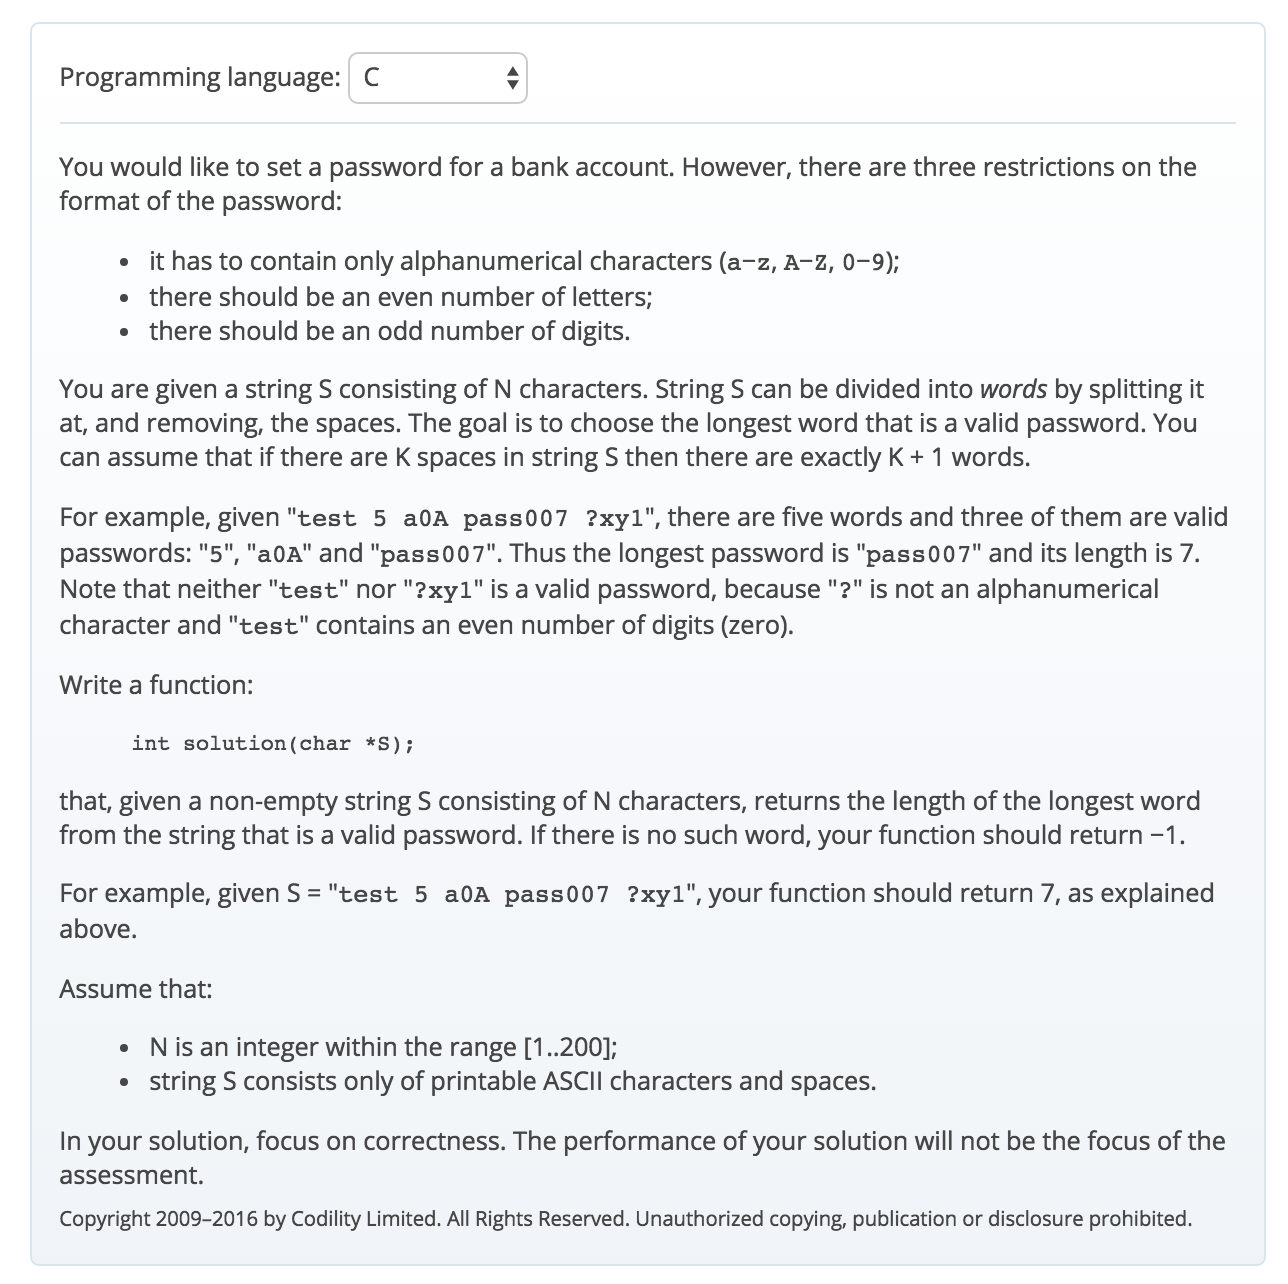 Programming language: C
You would like to set a password for a bank account. However, there are three restrictions on the
format of the password:
• it has to contain only alphanumerical characters (a−z, A−Z, 0−9);
• there should be an even number of letters;
• there should be an odd number of digits.
You are given a string S consisting of N characters. String S can be divided into words by splitting it
at, and removing, the spaces. The goal is to choose the longest word that is a valid password. You
can assume that if there are K spaces in string S then there are exactly K + 1 words.
For example, given "test 5 a0A pass007 ?xy1", there are five words and three of them are valid
passwords: "5", "a0A" and "pass007". Thus the longest password is "pass007" and its length is 7.
Note that neither "test" nor "?xy1" is a valid password, because "?" is not an alphanumerical
character and "test" contains an even number of digits (zero).
Write a function:
int solution(char *S);
that, given a non-empty string S consisting of N characters, returns the length of the longest word
from the string that is a valid password. If there is no such word, your function should return −1.
For example, given S = "test 5 a0A pass007 ?xy1", your function should return 7, as explained
above.
Assume that:
• N is an integer within the range [1..200];
• string S consists only of printable ASCII characters and spaces.
In your solution, focus on correctness. The performance of your solution will not be the focus of the
assessment.
Copyright 2009–2016 by Codility Limited. All Rights Reserved. Unauthorized copying, publication or disclosure prohibited.